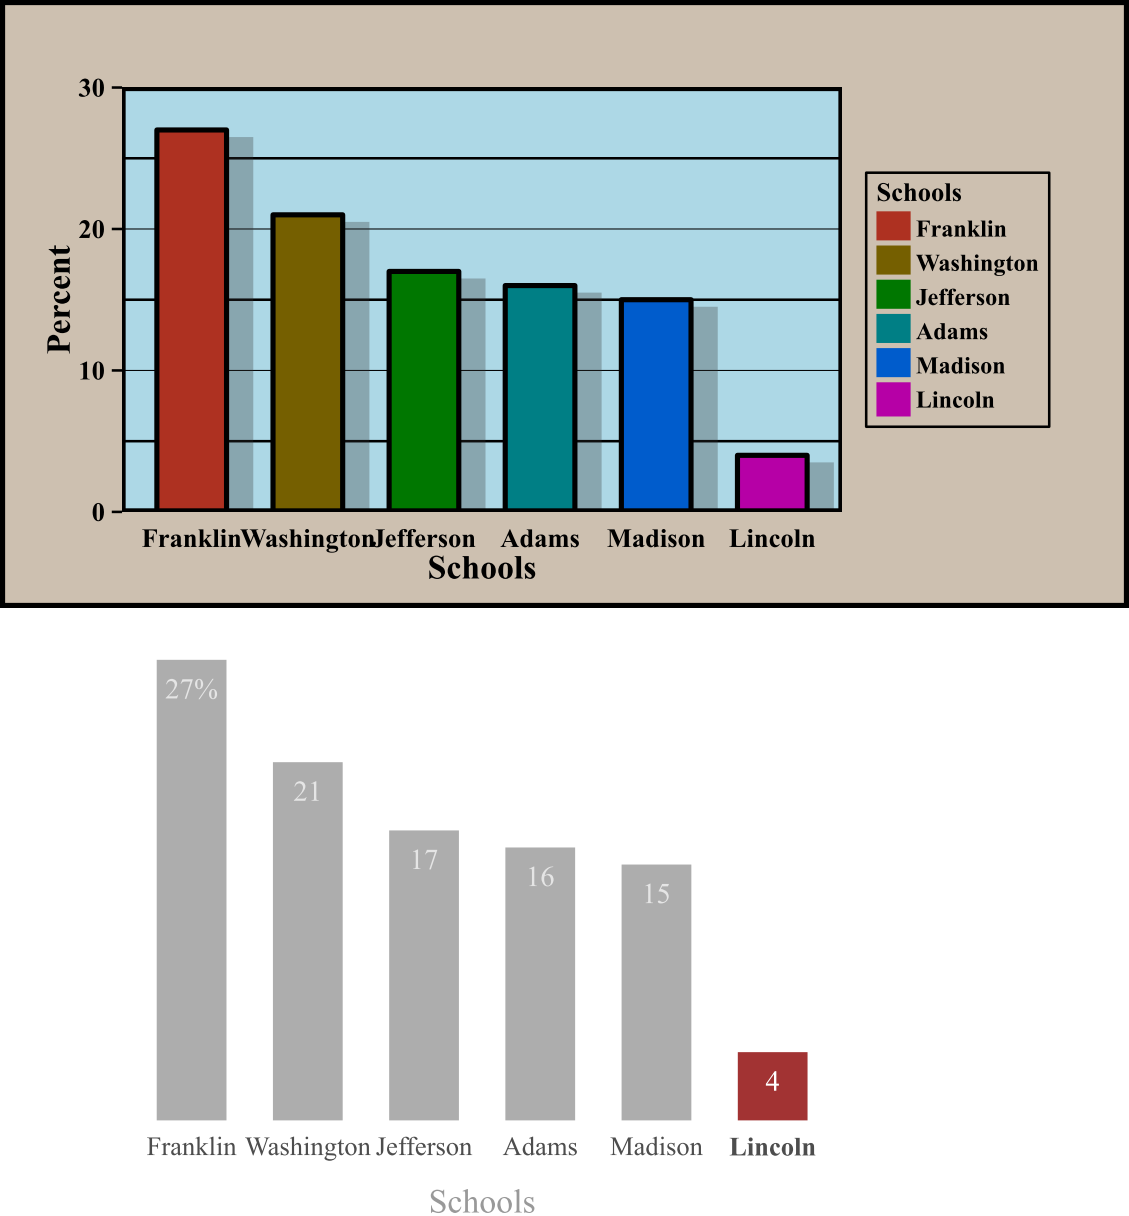 30
20
10
0
Percent
Franklin Washington Jefferson Adams Madison Lincoln
Schools
Schools
Franklin
Washington
Jefferson
Adams
Madison
Lincoln
27%
21
17
16
15
4
Franklin Washington Jefferson Adams Madison Lincoln
Schools